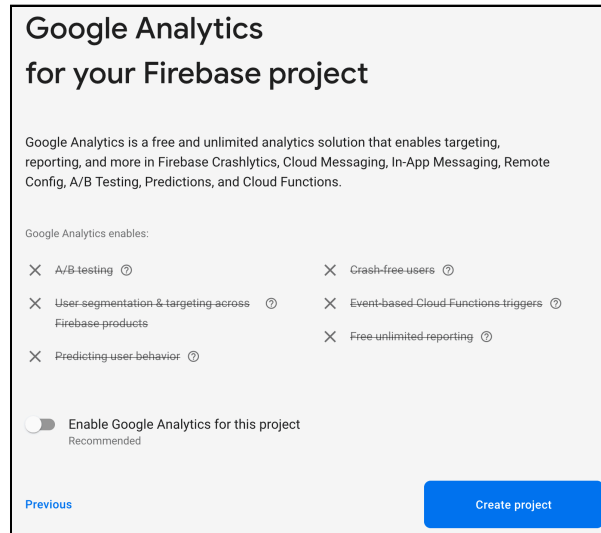 Google Analytics
for your Firebase project
Google Analytics is a free and unlimited analytics solution that enables targeting,
reporting, and more in Firebase Crashlytics, Cloud Messaging, In-App Messaging, Remote
Config, A/B Testing, Predictions, and Cloud Functions.
Google Analytics enables:
A/B testing
User segmentation & targeting across
Firebase products
Predicting user behavior
Crash-free users
Event-based Cloud Functions triggers
Free unlimited reporting
Enable Google Analytics for this project
Recommended
Previous
Create project